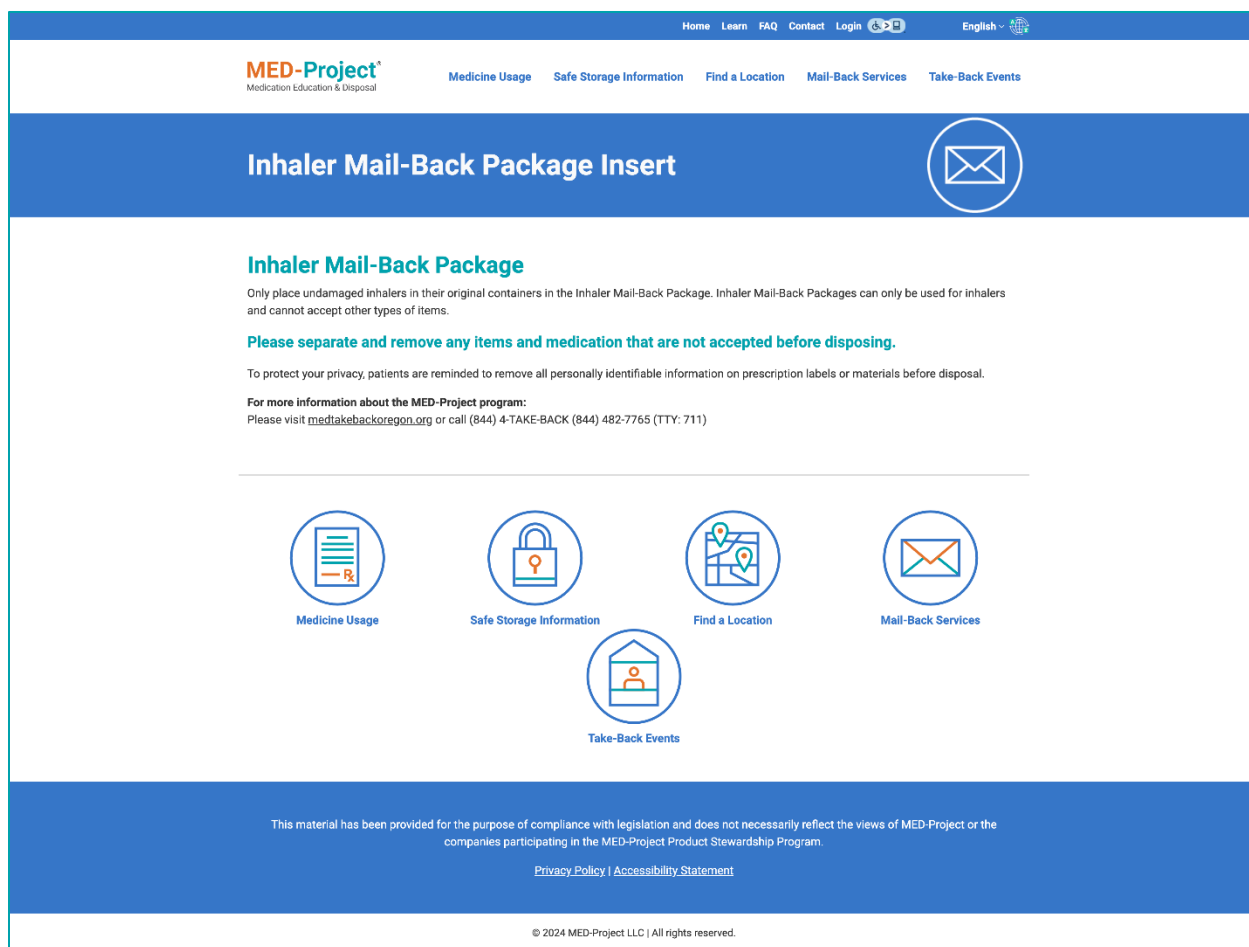 Home Learn FAQ Contact Login English
MED-Project®
Medication Education & Disposal
Medicine Usage Safe Storage Information Find a Location Mail-Back Services Take-Back Events
Inhaler Mail-Back Package Insert
Inhaler Mail-Back Package
Only place undamaged inhalers in their original containers in the Inhaler Mail-Back Package. Inhaler Mail-Back Packages can only be used for inhalers
and cannot accept other types of items.
Please separate and remove any items and medication that are not accepted before disposing.
To protect your privacy, patients are reminded to remove all personally identifiable information on prescription labels or materials before disposal.
For more information about the MED-Project program:
Please visit medtakebackoregon.org or call (844) 4-TAKE-BACK (844) 482-7765 (TTY: 711)
Rx
Medicine Usage Safe Storage Information Find a Location Mail-Back Services
Take-Back Events
This material has been provided for the purpose of compliance with legislation and does not necessarily reflect the views of MED-Project or the
companies participating in the MED-Project Product Stewardship Program.
Privacy Policy | Accessibility Statement
© 2024 MED-Project LLC | All rights reserved.